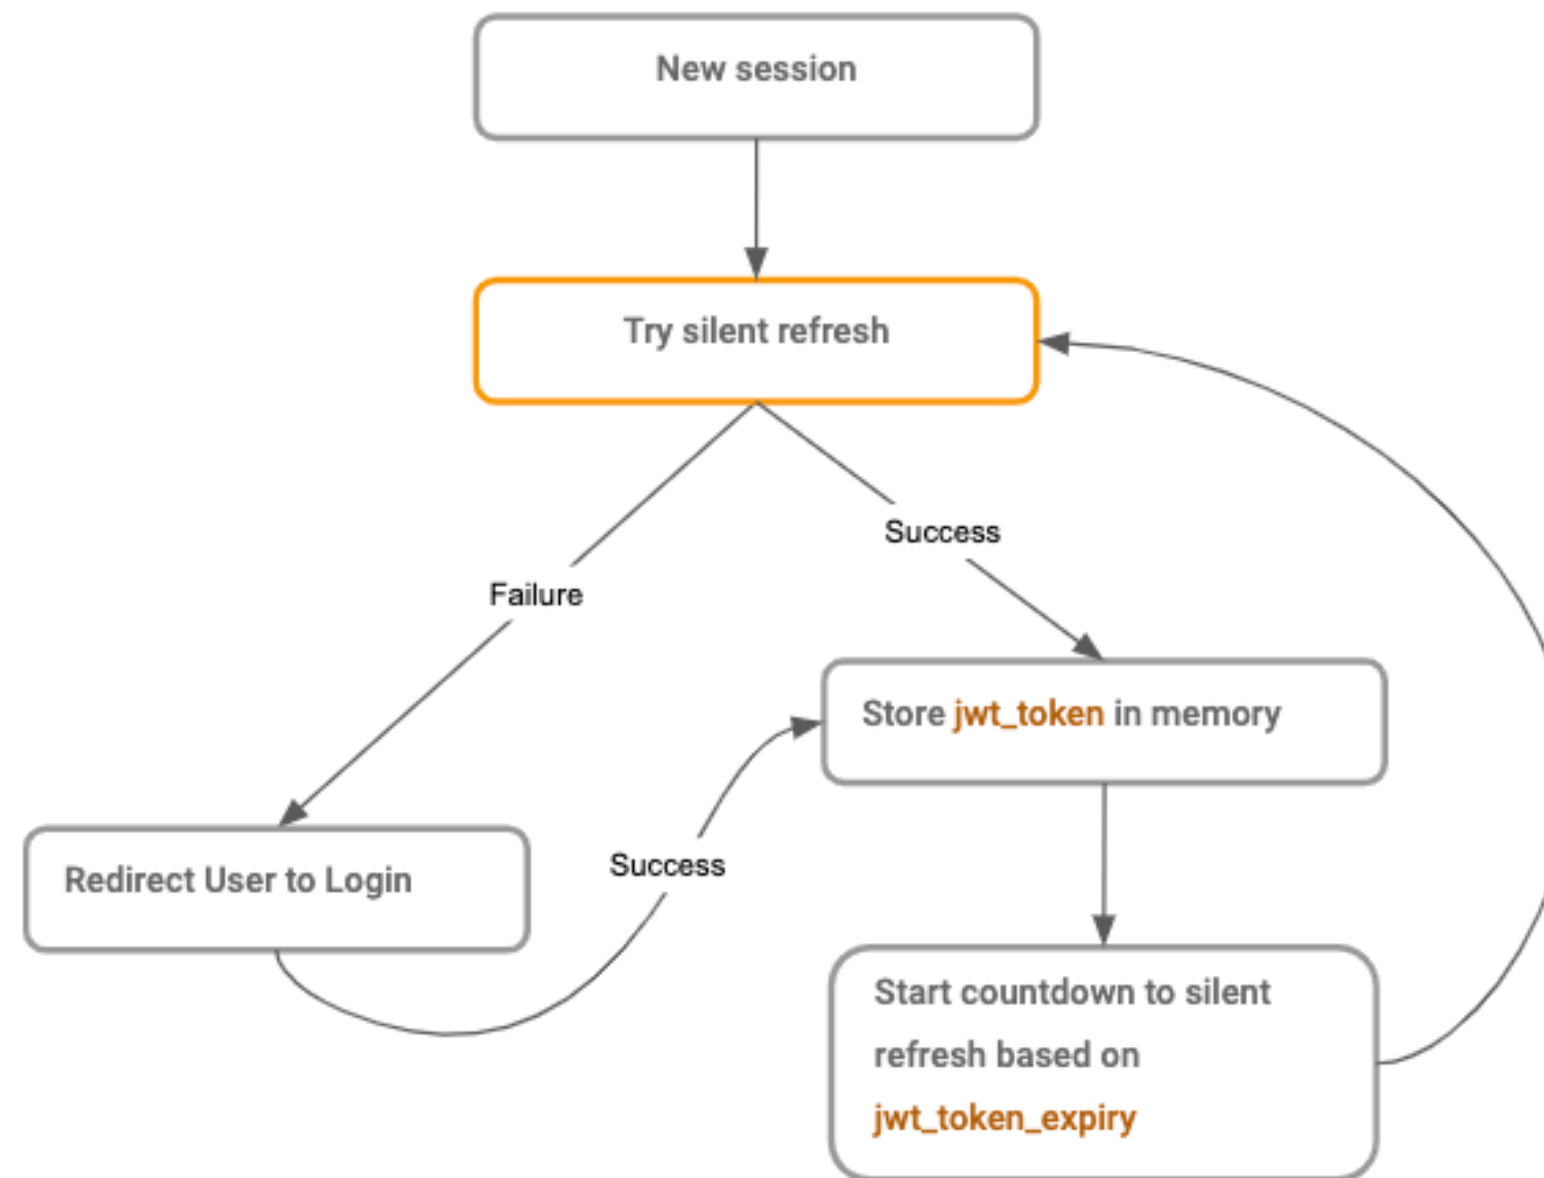 New session
Try silent refresh
Success
Failure
Store jwt_token in memory
Success
Redirect User to Login
Start countdown to silent
refresh based on
jwt_token_expiry